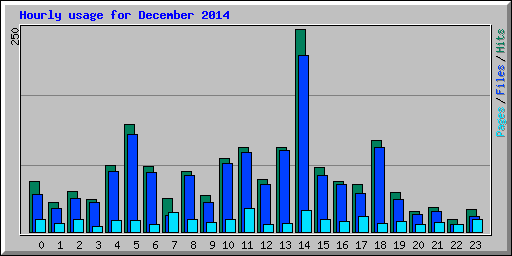 Hourly usage for December 2014
250
Pages / Files / Hits
0 1 2 3 4 5 6 7 8 9 10 11 12 13 14 15 16 17 18 19 20 21 22 23